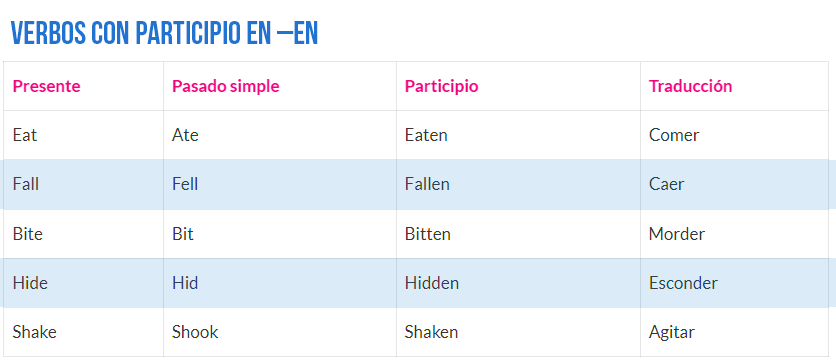 VERBOS CON PARTICIPIO EN –EN
Presente Pasado simple Participio Traducción
Eat Ate Eaten Comer
Fall Fell Fallen Caer
Bite Bit Bitten Morder
Hide Hid Hidden Esconder
Shake Shook Shaken Agitar